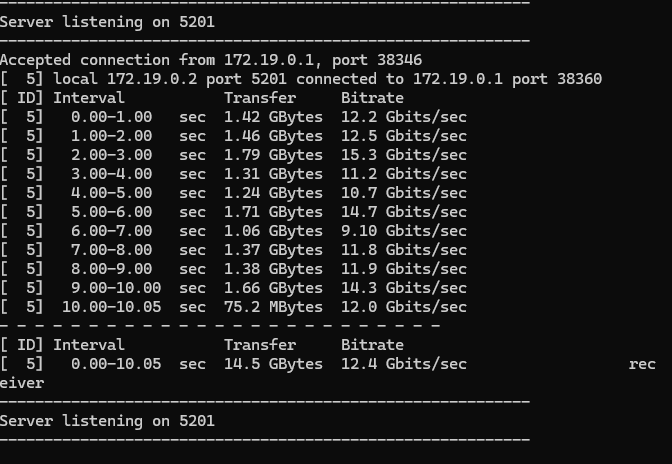 -----------------------------------------------------------
Server listening on 5201
-----------------------------------------------------------
Accepted connection from 172.19.0.1, port 38346
[  5] local 172.19.0.2 port 5201 connected to 172.19.0.1 port 38360
[ ID] Interval           Transfer     Bitrate
[  5]   0.00-1.00   sec  1.42 GBytes  12.2 Gbits/sec
[  5]   1.00-2.00   sec  1.46 GBytes  12.5 Gbits/sec
[  5]   2.00-3.00   sec  1.79 GBytes  15.3 Gbits/sec
[  5]   3.00-4.00   sec  1.31 GBytes  11.2 Gbits/sec
[  5]   4.00-5.00   sec  1.24 GBytes  10.7 Gbits/sec
[  5]   5.00-6.00   sec  1.71 GBytes  14.7 Gbits/sec
[  5]   6.00-7.00   sec  1.06 GBytes  9.10 Gbits/sec
[  5]   7.00-8.00   sec  1.37 GBytes  11.8 Gbits/sec
[  5]   8.00-9.00   sec  1.38 GBytes  11.9 Gbits/sec
[  5]   9.00-10.00  sec  1.66 GBytes  14.3 Gbits/sec
[  5]  10.00-10.05  sec  75.2 MBytes  12.0 Gbits/sec
- - - - - - - - - - - - - - - - - - - - - - - - -
[ ID] Interval           Transfer     Bitrate
[  5]   0.00-10.05  sec  14.5 GBytes  12.4 Gbits/sec                  rec
eiver
-----------------------------------------------------------
Server listening on 5201
-----------------------------------------------------------